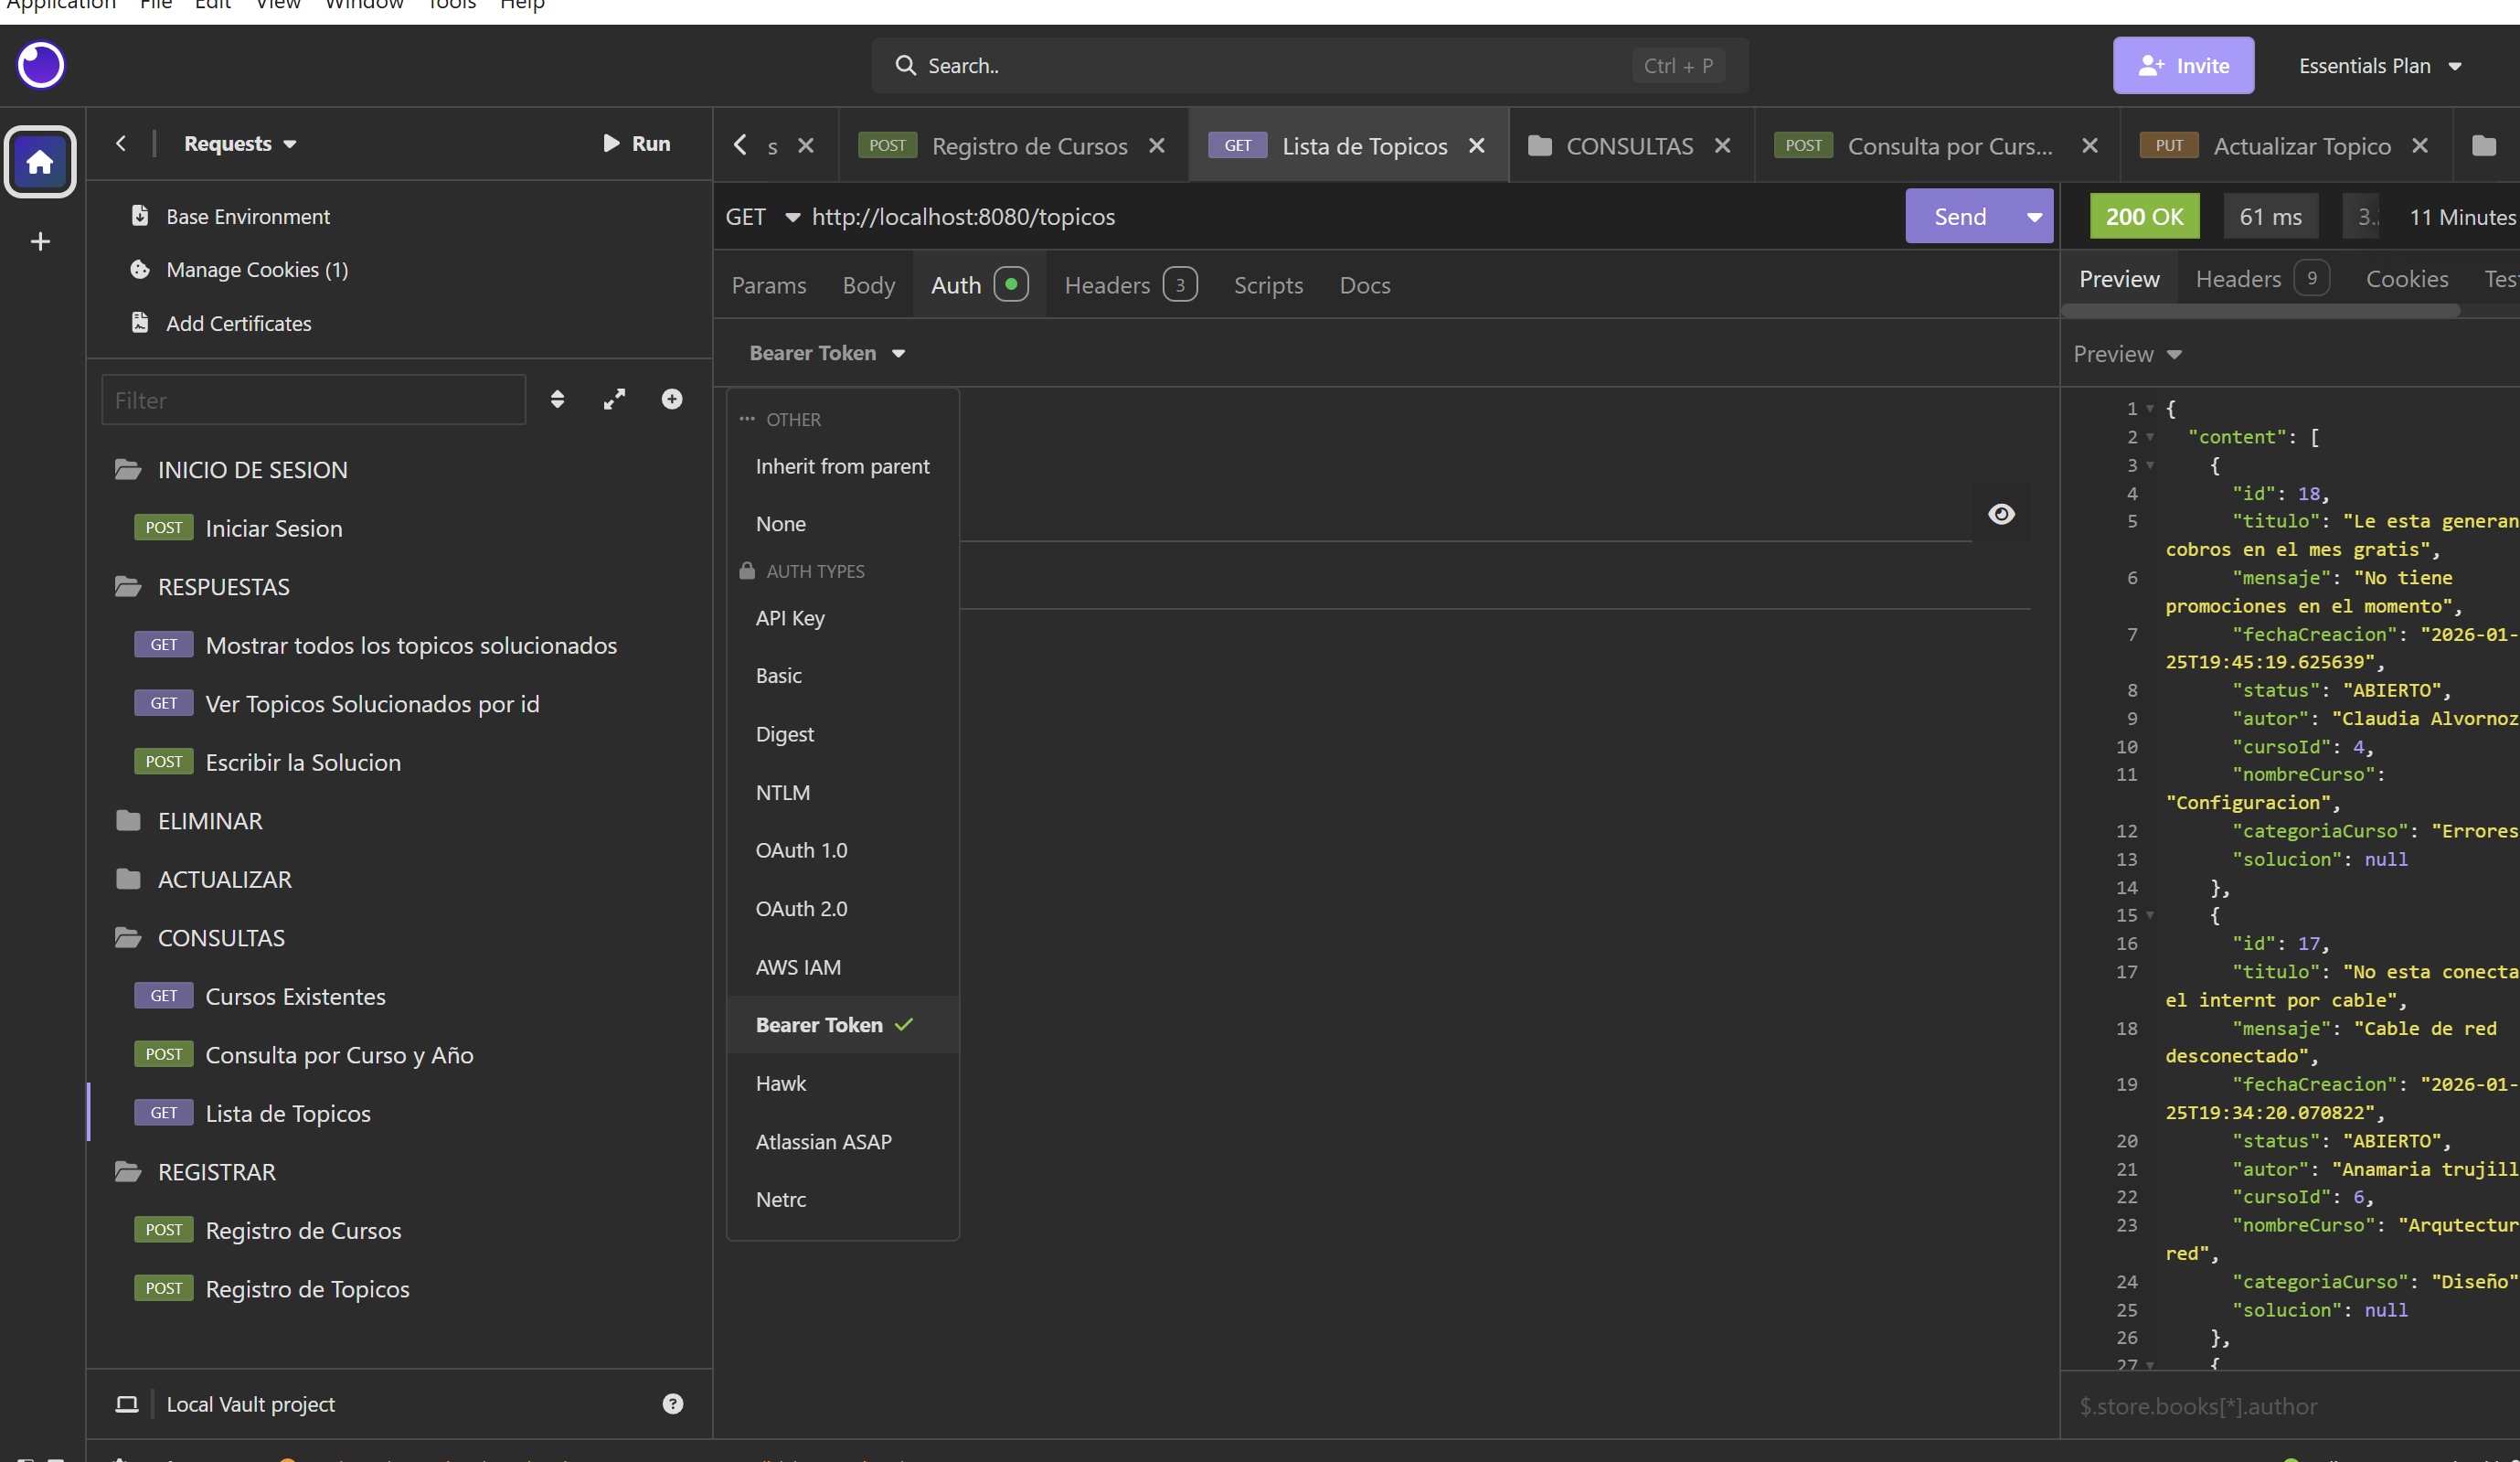 Application File Edit View Window Tools Help
Search.. Ctrl + P
Invite
Essentials Plan
Requests
Run
s
POST Registro de Cursos
GET Lista de Topicos
CONSULTAS
POST Consulta por Curs...
PUT Actualizar Topico
Base Environment
Manage Cookies (1)
Add Certificates
Filter
INICIO DE SESION
POST Iniciar Sesion
RESPUESTAS
GET Mostrar todos los topicos solucionados
GET Ver Topicos Solucionados por id
POST Escribir la Solucion
ELIMINAR
ACTUALIZAR
CONSULTAS
GET Cursos Existentes
POST Consulta por Curso y Año
GET Lista de Topicos
REGISTRAR
POST Registro de Cursos
POST Registro de Topicos
Local Vault project
GET http://localhost:8080/topicos
Send
Params Body Auth Headers 3 Scripts Docs
Bearer Token
OTHER
Inherit from parent
None
AUTH TYPES
API Key
Basic
Digest
NTLM
OAuth 1.0
OAuth 2.0
AWS IAM
Bearer Token
Hawk
Atlassian ASAP
Netrc
200 OK 61 ms 3. 11 Minutes
Preview Headers 9 Cookies Tes
Preview
1 {
2 "content": [
3 {
4 "id": 18,
5 "titulo": "Le esta generan
cobros en el mes gratis",
6 "mensaje": "No tiene
promociones en el momento",
7 "fechaCreacion": "2026-01-
25T19:45:19.625639",
8 "status": "ABIERTO",
9 "autor": "Claudia Alvornoz
10 "cursoId": 4,
11 "nombreCurso":
"Configuracion",
12 "categoriaCurso": "Errores
13 "solucion": null
14 },
15 {
16 "id": 17,
17 "titulo": "No esta conecta
el internt por cable",
18 "mensaje": "Cable de red
desconectado",
19 "fechaCreacion": "2026-01-
25T19:34:20.070822",
20 "status": "ABIERTO",
21 "autor": "Anamaria trujill
22 "cursoId": 6,
23 "nombreCurso": "Arqutectur
red",
24 "categoriaCurso": "Diseño"
25 "solucion": null
26 },
27 {
$.store.books[*].author